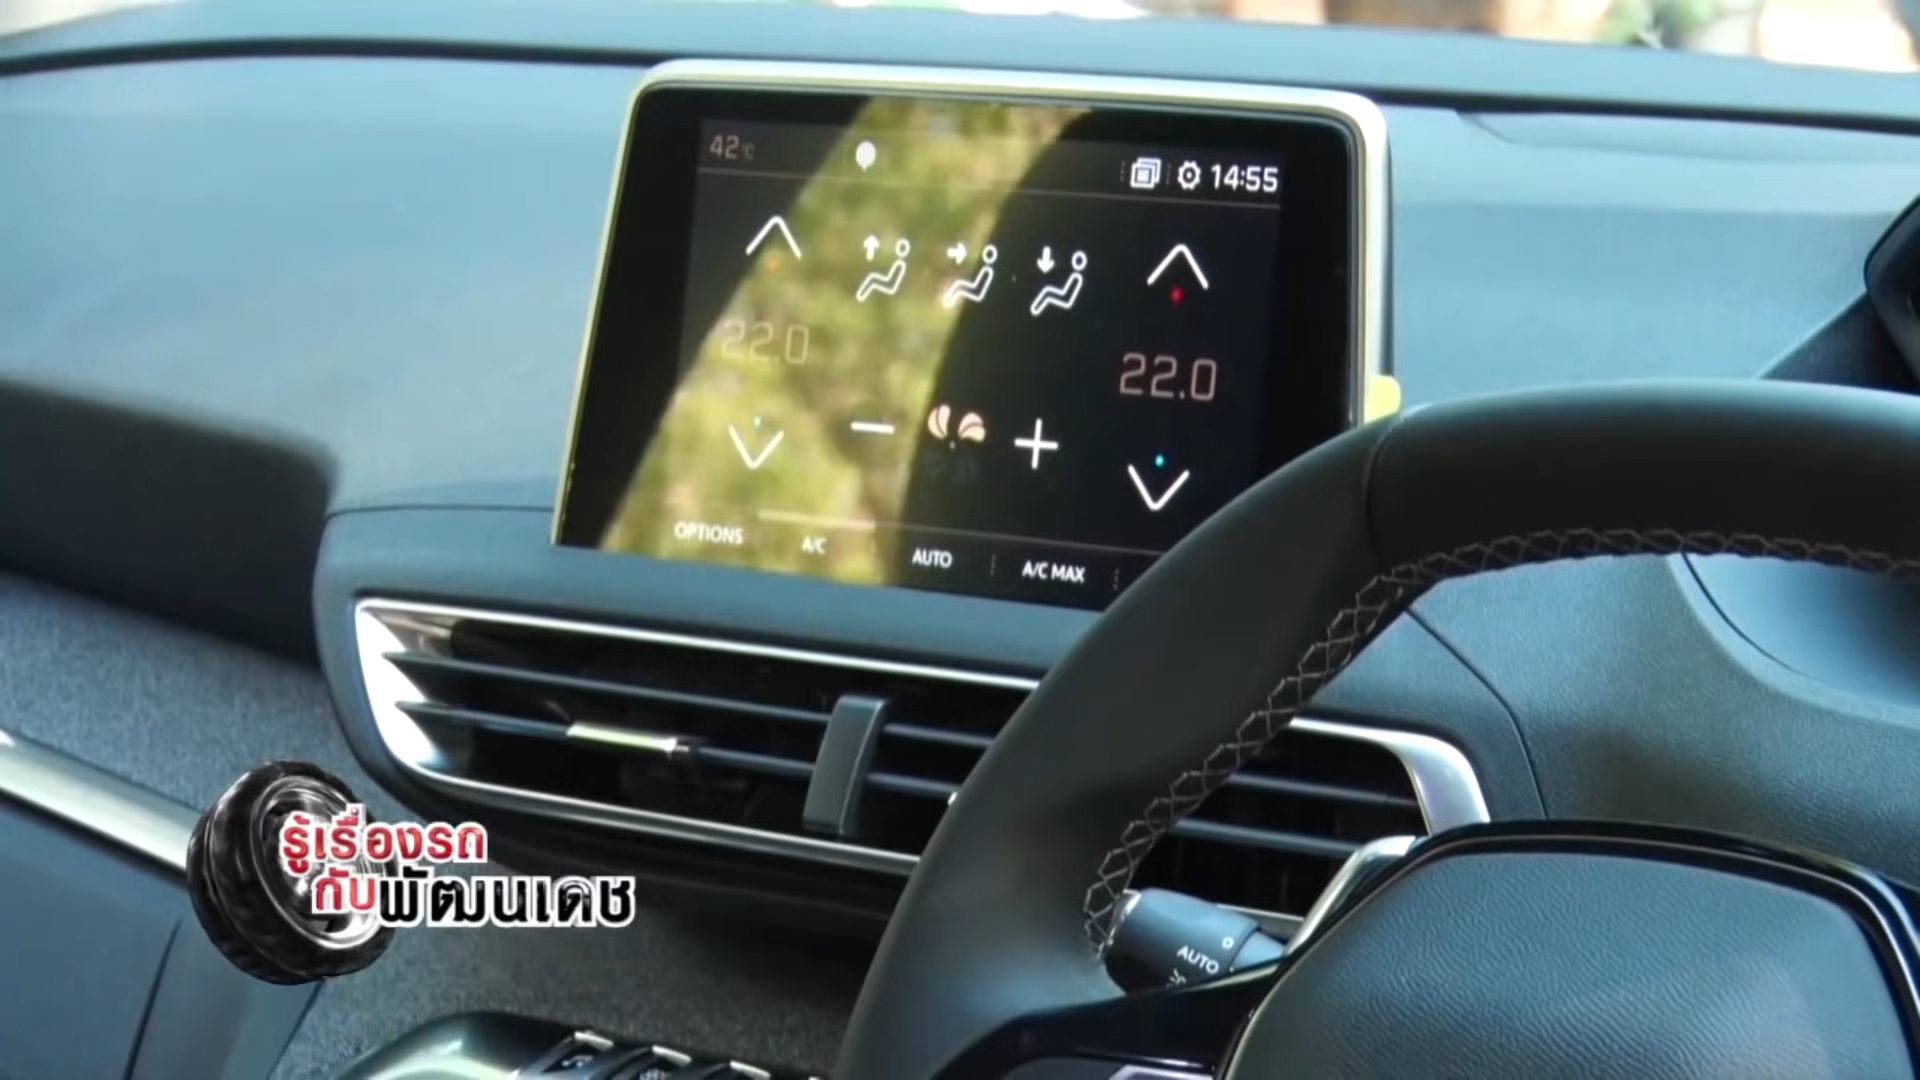 42°C
14:55
22.0
22.0
OPTIONS
A/C
AUTO
A/C MAX
AUTO
รู้เรื่องรถ
กับพัฒนเดช